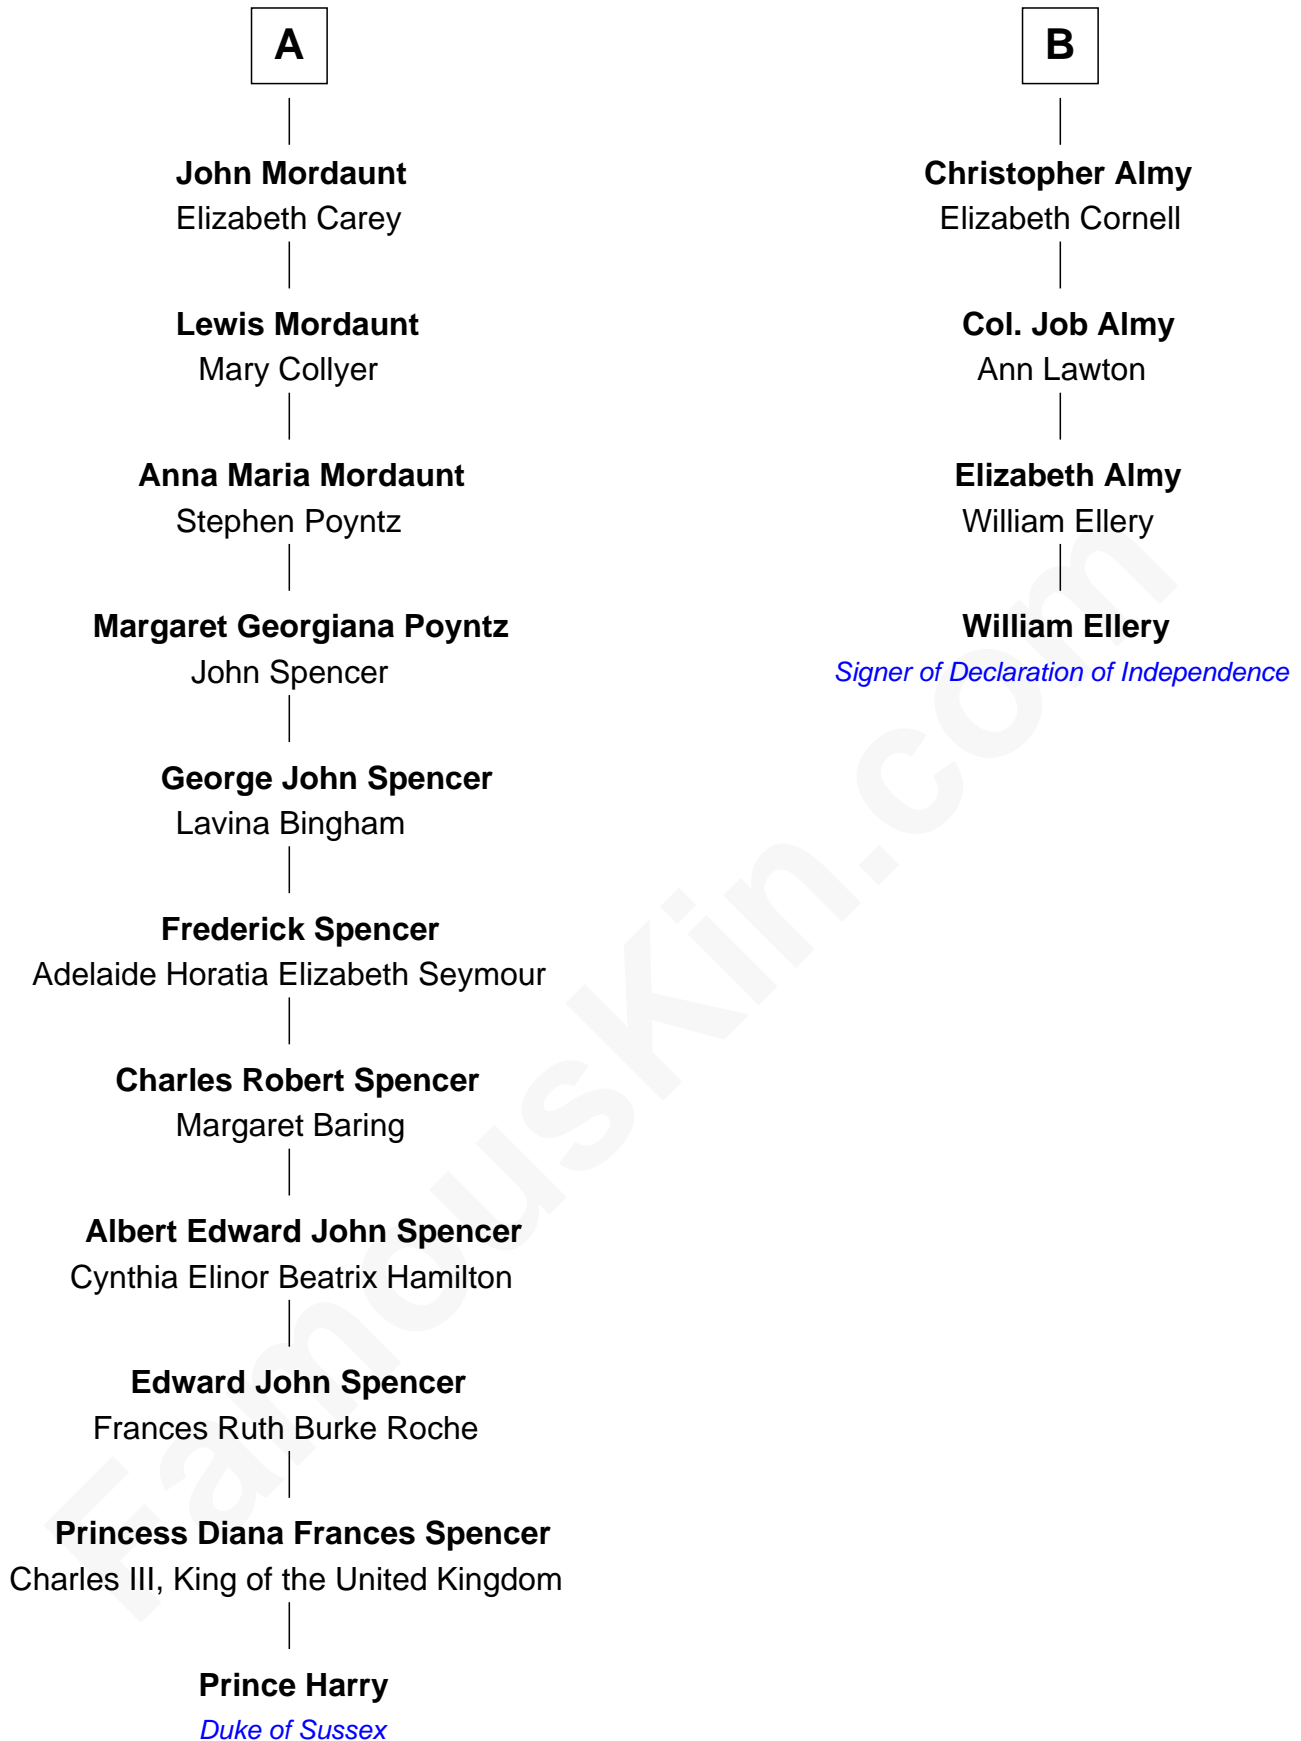 A
John Mordaunt
Elizabeth Carey
Lewis Mordaunt
Mary Collyer
Anna Maria Mordaunt
Stephen Poyntz
Margaret Georgiana Poyntz
John Spencer
George John Spencer
Lavina Bingham
Frederick Spencer
Adelaide Horatia Elizabeth Seymour
Charles Robert Spencer
Margaret Baring
Albert Edward John Spencer
Cynthia Elinor Beatrix Hamilton
Edward John Spencer
Frances Ruth Burke Roche
Princess Diana Frances Spencer
Charles III, King of the United Kingdom
Prince Harry
Duke of Sussex
B
Christopher Almy
Elizabeth Cornell
Col. Job Almy
Ann Lawton
Elizabeth Almy
William Ellery
William Ellery
Signer of Declaration of Independence
FamousKin.com